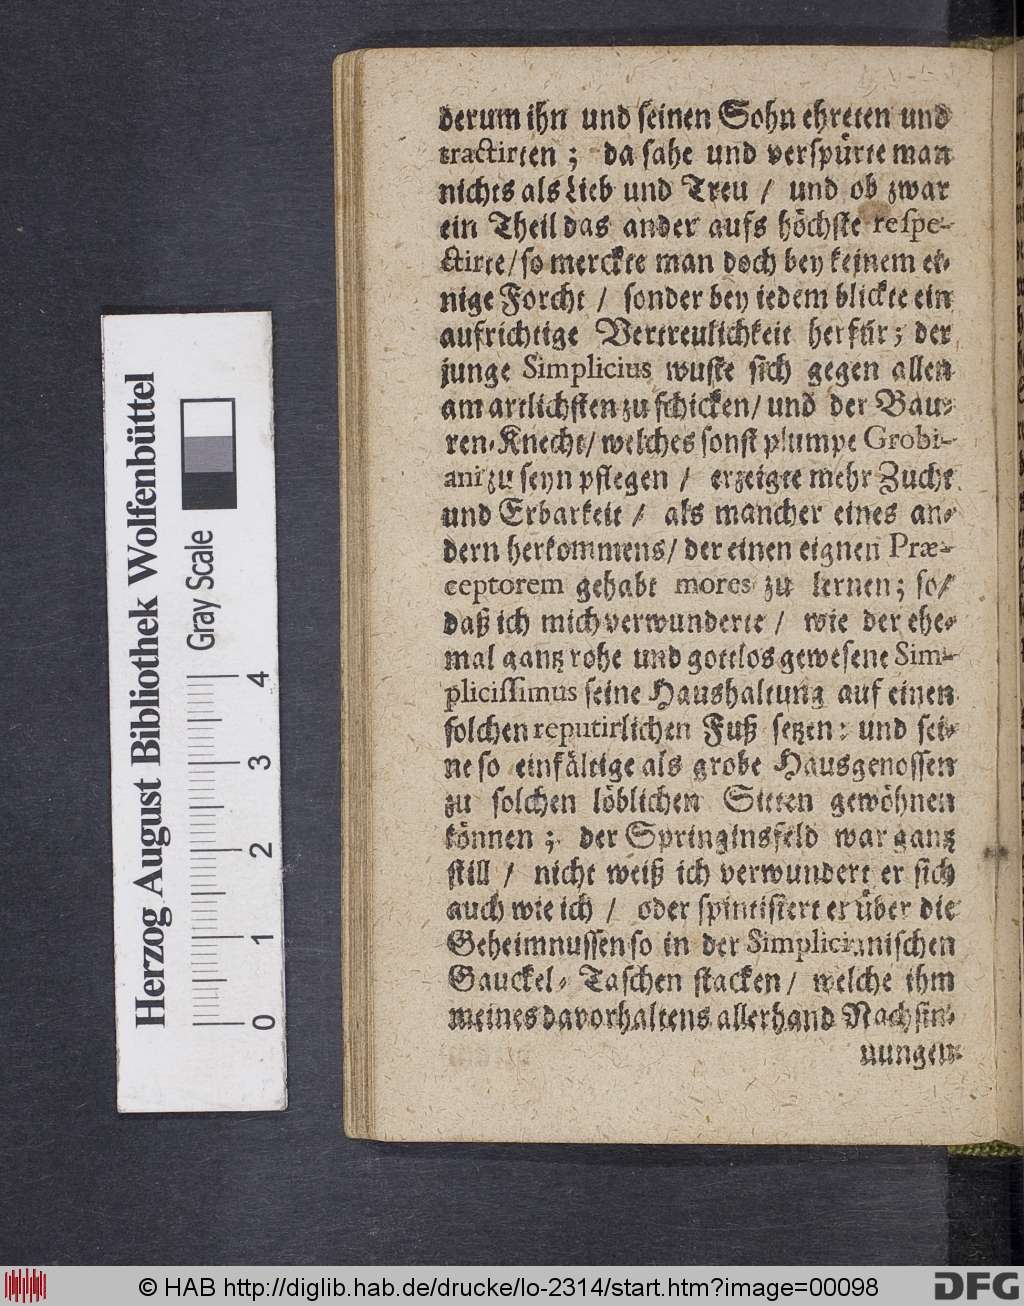 derum ihn und seinen Sohn ehreten und
tractirten ; da sahe und verspürte man
nichts als Lieb und Treu / und ob zwar
ein Theil das ander aufs höchste respe-
ctirte / so merckte man doch bey keinem ei-
nige Forcht / sonder bey iedem blickte ein
aufrichtige Vertreulichkeit herfür ; der
junge Simplicius wuste sich gegen allen
am artlichsten zu schicken / und der Bau-
ren-Knecht / welches sonst plumpe Grobi-
ani zu seyn pflegen / erzeigte mehr Zucht
und Erbarkeit / als mancher eines an-
dern herkommens / der einen eignen Præ-
ceptorem gehabt mores zu lernen ; so /
daß ich mich verwunderte / wie der ehe-
mal gantz rohe und gottlos gewesene Sim-
plicissimus seine Haushaltung auf einen
solchen reputirlichen Fuß setzen : und sei-
ne so einfältige als grobe Hausgenossen
zu solchen löblichen Sitten gewöhnen
können ; der Springinsfeld war gantz
still / nicht weiß ich verwundert er sich
auch wie ich / oder spintisiert er über die
Geheimnussen so in der Simplicianischen
Gauckel-Taschen stacken / welche ihm
meines davorhaltens allerhand Nachsin-
nungen
Herzog August Bibliothek Wolfenbüttel
Gray Scale
0 1 2 3 4
© HAB http://diglib.hab.de/drucke/lo-2314/start.htm?image=00098
DFG